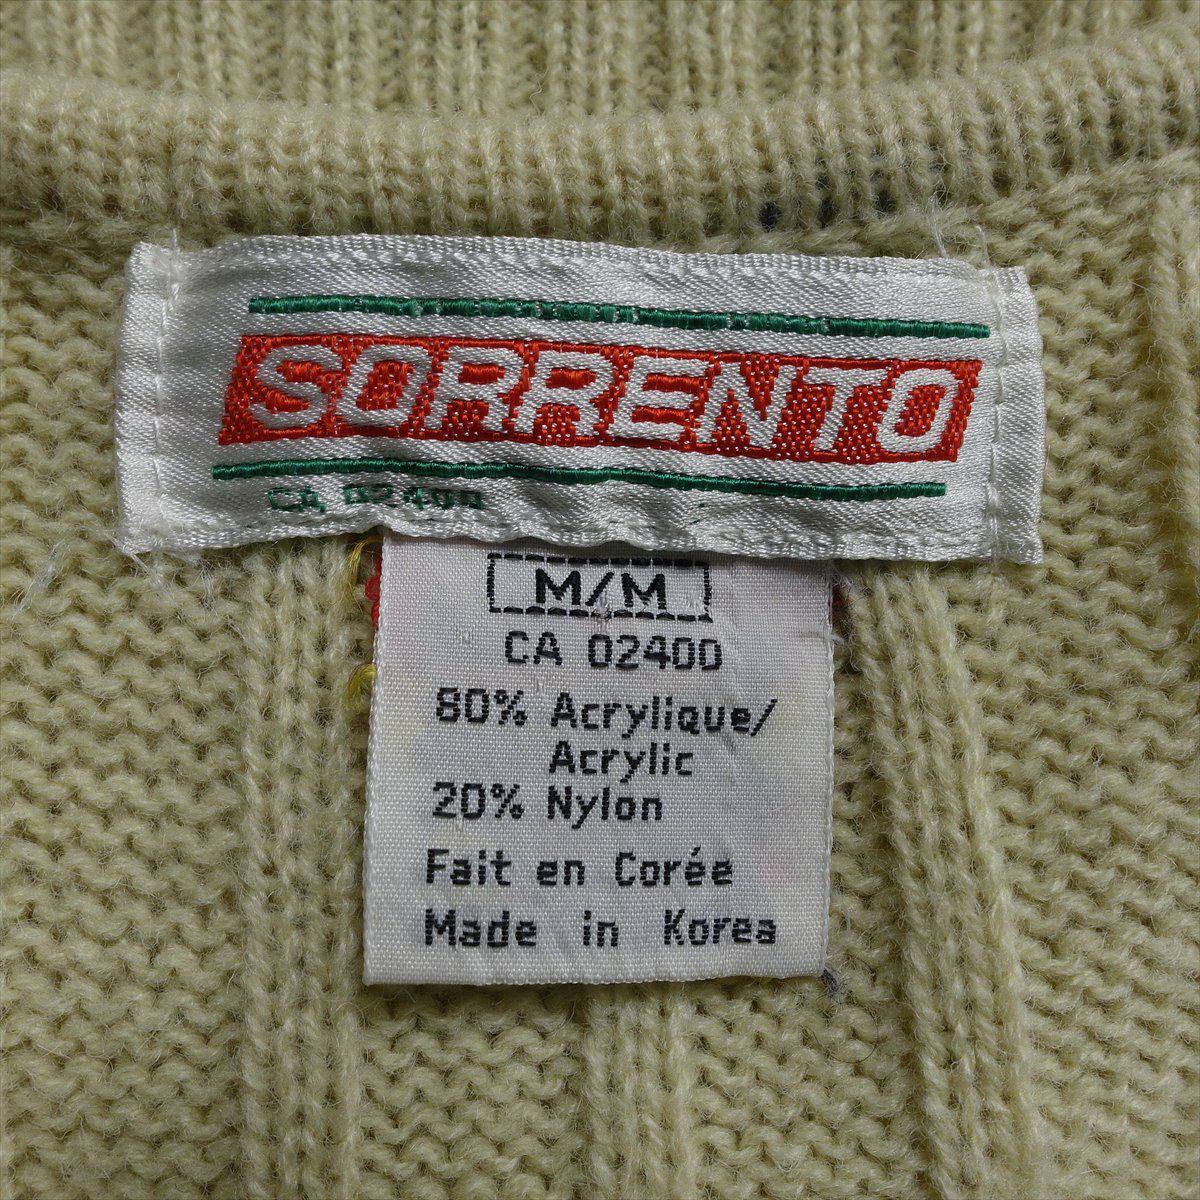 SORRENTO
CA 02400
M/M
CA 02400
80% Acrylique/
Acrylic
20% Nylon
Fait en Corée
Made in Korea